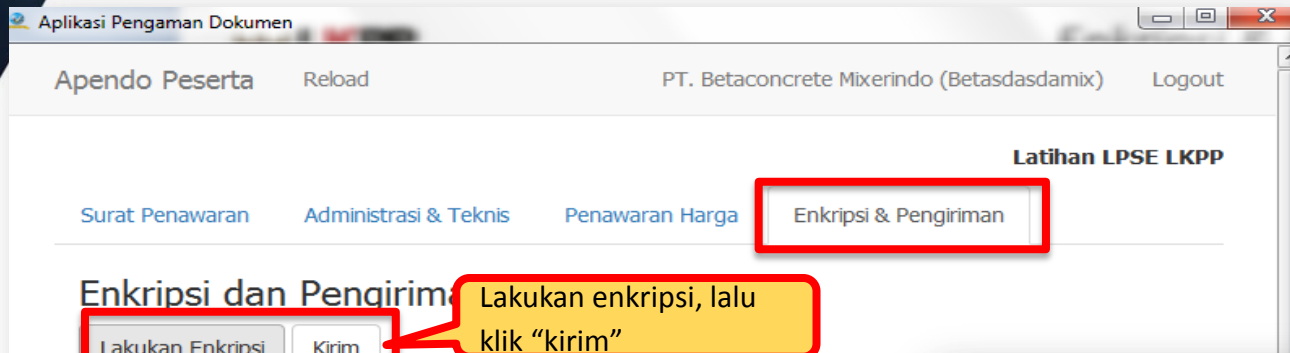 Aplikasi Pengaman Dokumen
Apendo Peserta Reload PT. Betaconcrete Mixerindo (Betasdasdamix) Logout
Latihan LPSE LKPP
Surat Penawaran Administrasi & Teknis Penawaran Harga Enkripsi & Pengiriman
Enkripsi dan
Lakukan enkripsi, lalu
klik “kirim”
Lakukan Enkripsi Kirim